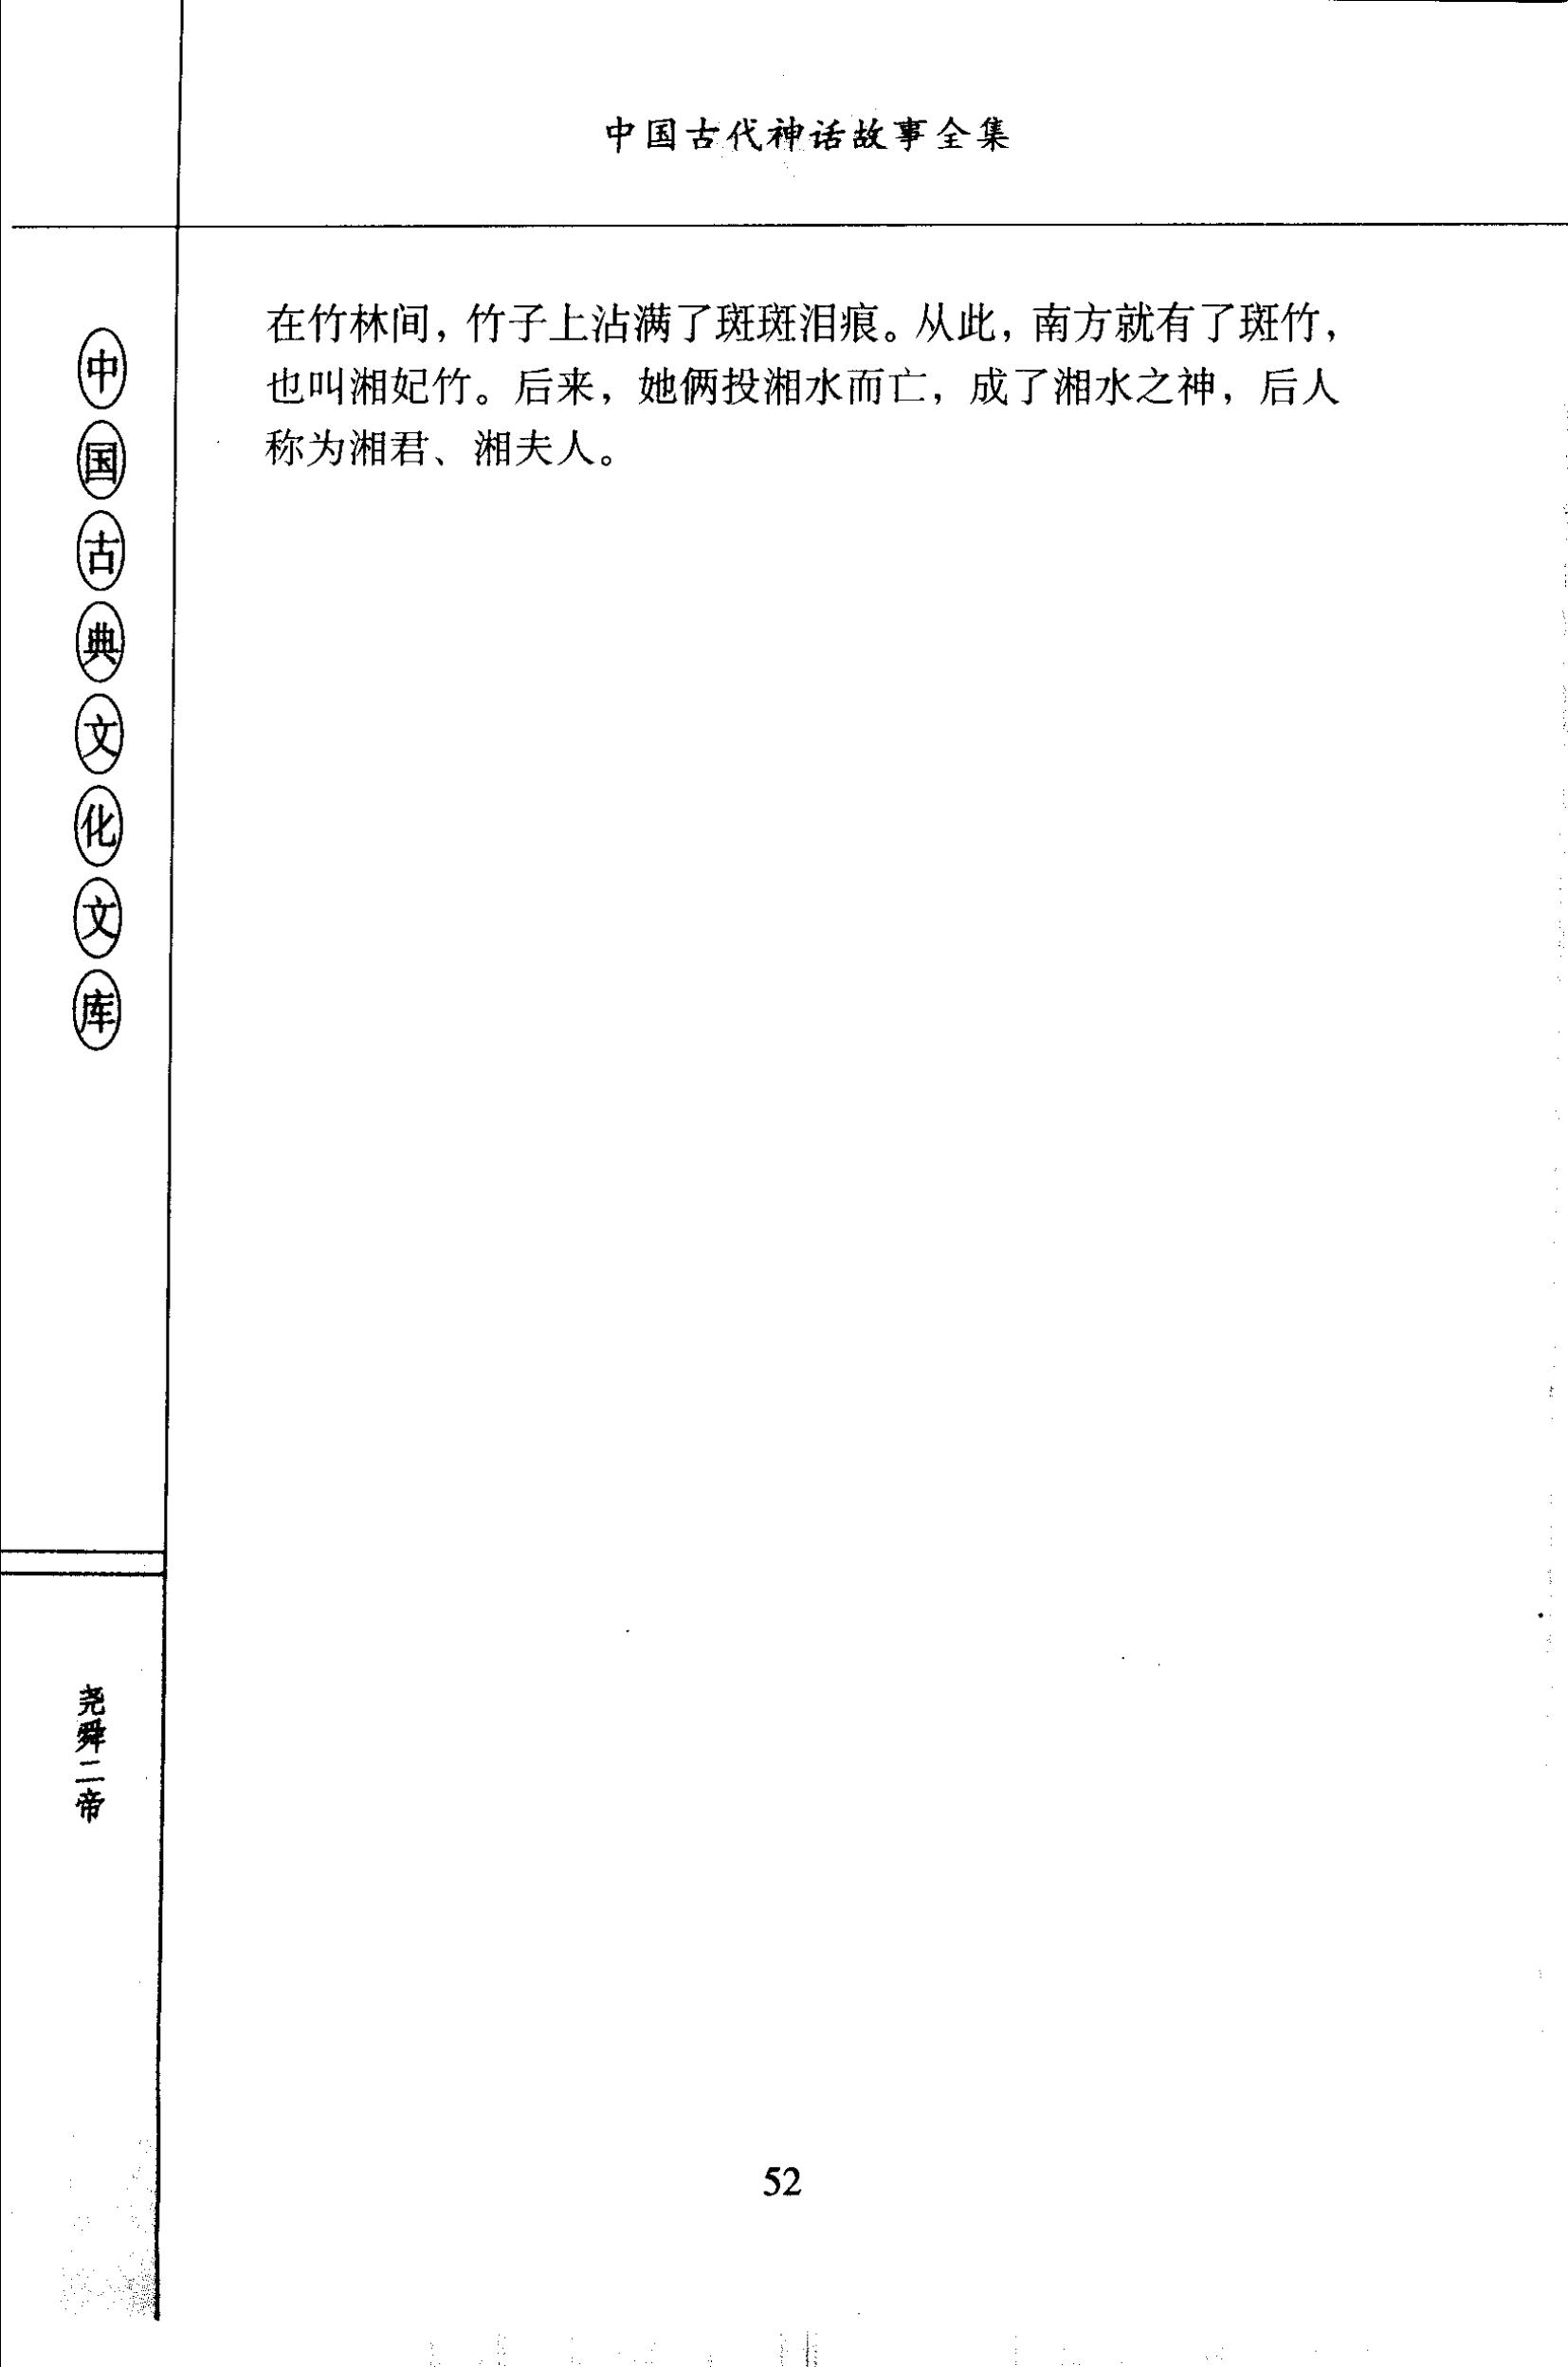 中国古代神话故事全集
在竹林间，竹子上沾满了斑斑泪痕。从此，南方就有了斑竹，
也叫湘妃竹。后来，她俩投湘水而亡，成了湘水之神，后人
称为湘君、湘夫人。
中国古典文化文库
尧舜二帝
52